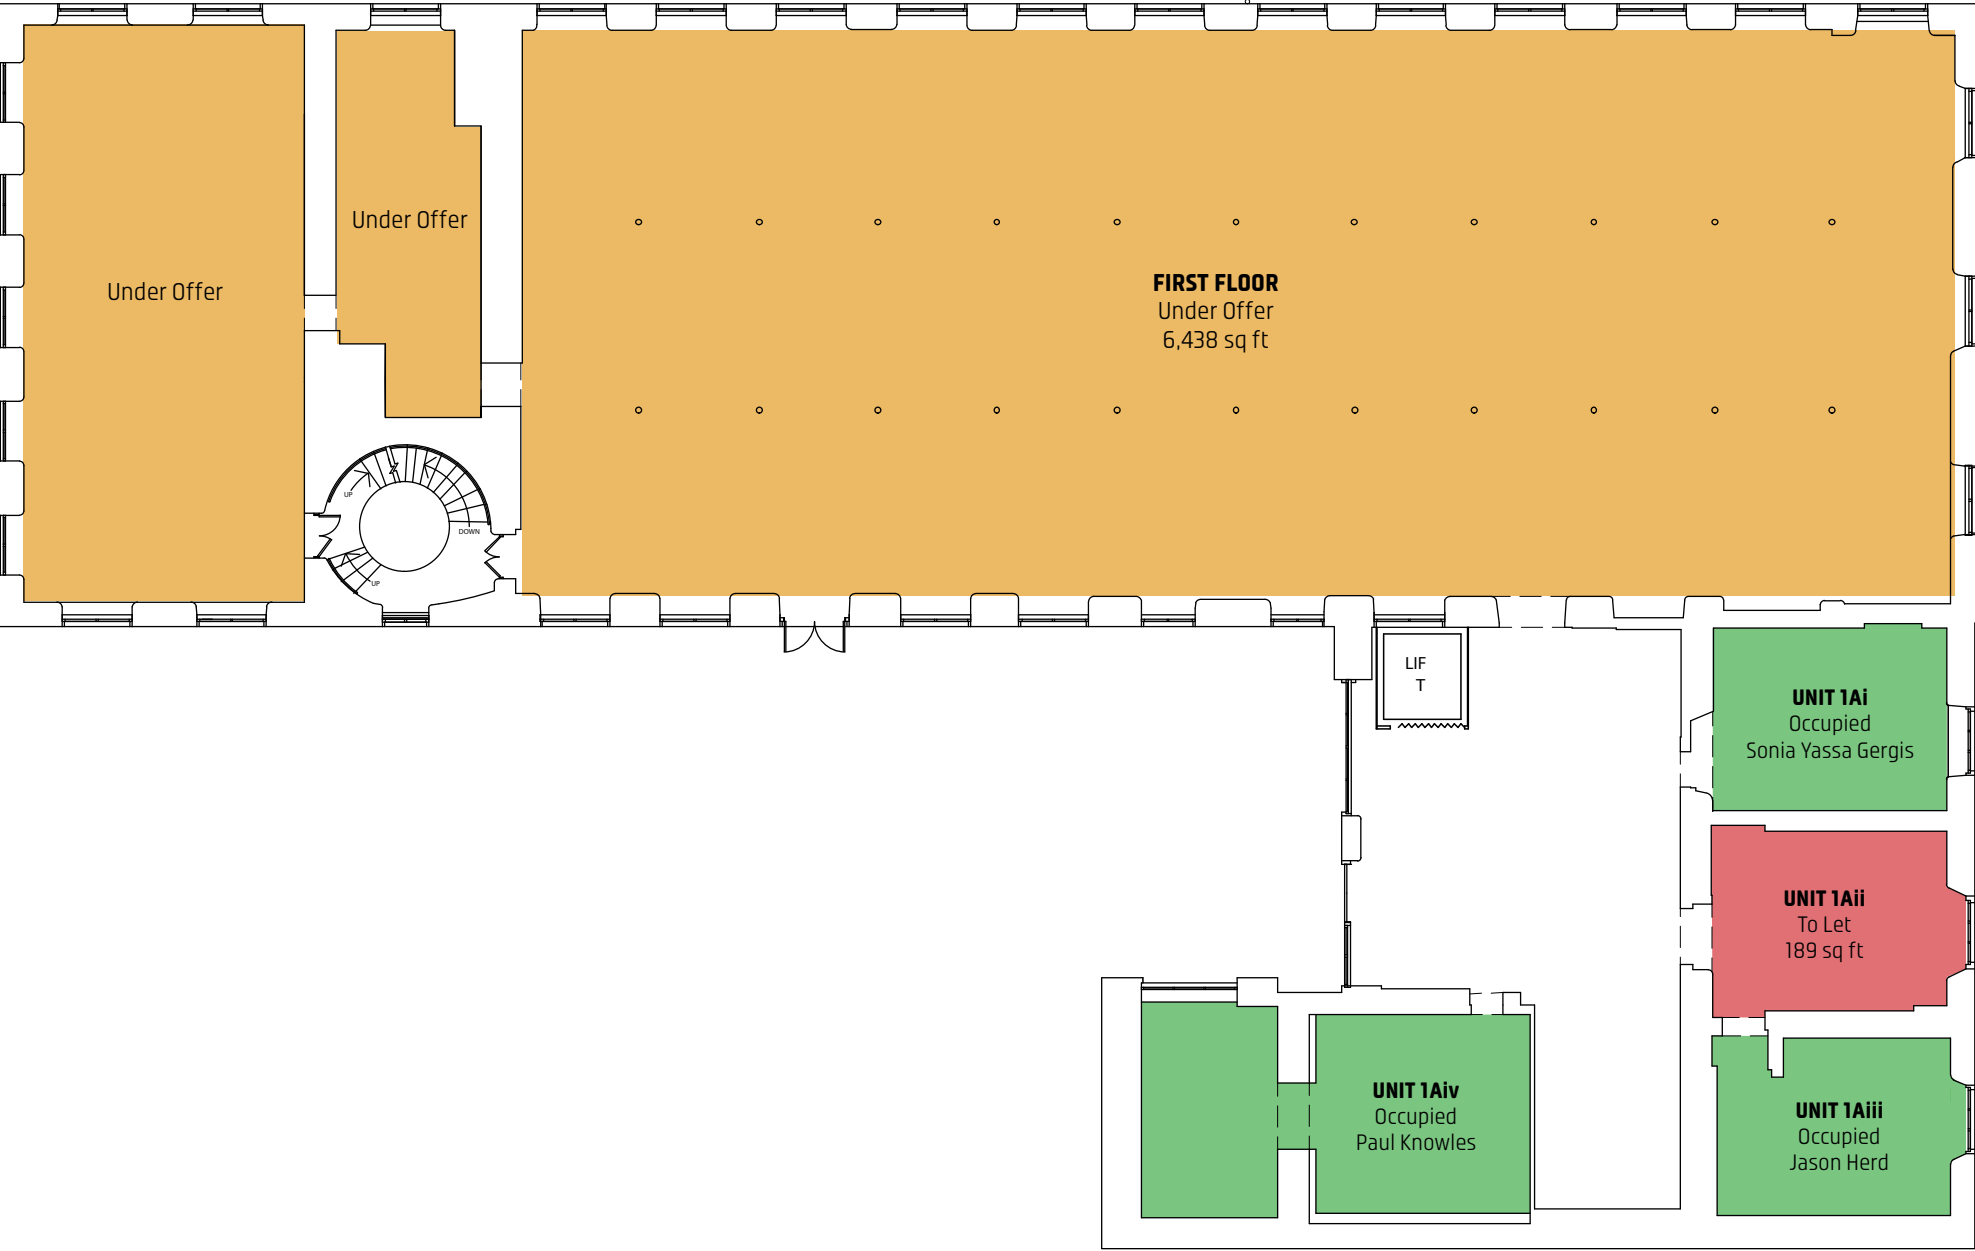 Under Offer
Under Offer
FIRST FLOOR
Under Offer
6,438 sq ft
UP
DOWN
UP
LIF
T
UNIT 1Ai
Occupied
Sonia Yassa Gergis
UNIT 1Aii
To Let
189 sq ft
UNIT 1Aiv
Occupied
Paul Knowles
UNIT 1Aiii
Occupied
Jason Herd